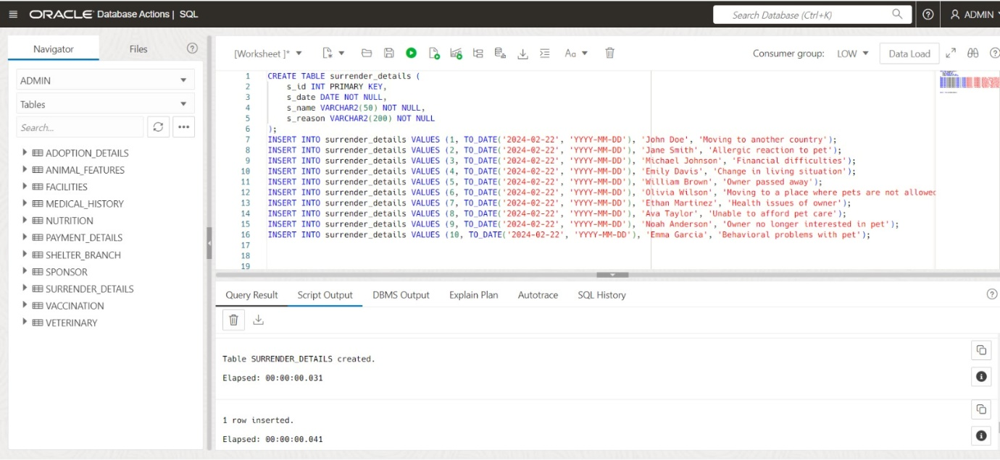 ORACLE Database Actions | SQL
Search Database (Ctrl+K)
ADMIN
Navigator
Files
ADMIN
Tables
Search...
ADOPTION_DETAILS
ANIMAL_FEATURES
FACILITIES
MEDICAL_HISTORY
NUTRITION
PAYMENT_DETAILS
SHELTER_BRANCH
SPONSOR
SURRENDER_DETAILS
VACCINATION
VETERINARY
[Worksheet ]*
Aa
Consumer group: LOW
Data Load
1 CREATE TABLE surrender_details (
2 s_id INT PRIMARY KEY,
3 s_date DATE NOT NULL,
4 s_name VARCHAR2(50) NOT NULL,
5 s_reason VARCHAR2(200) NOT NULL
6 );
7 INSERT INTO surrender_details VALUES (1, TO_DATE('2024-02-22', 'YYYY-MM-DD'), 'John Doe', 'Moving to another country');
8 INSERT INTO surrender_details VALUES (2, TO_DATE('2024-02-22', 'YYYY-MM-DD'), 'Jane Smith', 'Allergic reaction to pet');
9 INSERT INTO surrender_details VALUES (3, TO_DATE('2024-02-22', 'YYYY-MM-DD'), 'Michael Johnson', 'Financial difficulties');
10 INSERT INTO surrender_details VALUES (4, TO_DATE('2024-02-22', 'YYYY-MM-DD'), 'Emily Davis', 'Change in living situation');
11 INSERT INTO surrender_details VALUES (5, TO_DATE('2024-02-22', 'YYYY-MM-DD'), 'William Brown', 'Owner passed away');
12 INSERT INTO surrender_details VALUES (6, TO_DATE('2024-02-22', 'YYYY-MM-DD'), 'Olivia Wilson', 'Moving to a place where pets are not allowed
13 INSERT INTO surrender_details VALUES (7, TO_DATE('2024-02-22', 'YYYY-MM-DD'), 'Ethan Martinez', 'Health issues of owner');
14 INSERT INTO surrender_details VALUES (8, TO_DATE('2024-02-22', 'YYYY-MM-DD'), 'Ava Taylor', 'Unable to afford pet care');
15 INSERT INTO surrender_details VALUES (9, TO_DATE('2024-02-22', 'YYYY-MM-DD'), 'Noah Anderson', 'Owner no longer interested in pet');
16 INSERT INTO surrender_details VALUES (10, TO_DATE('2024-02-22', 'YYYY-MM-DD'), 'Emma Garcia', 'Behavioral problems with pet');
17
18
19
Query Result
Script Output
DBMS Output
Explain Plan
Autotrace
SQL History
Table SURRENDER_DETAILS created.
Elapsed: 00:00:00.031
1 row inserted.
Elapsed: 00:00:00.041